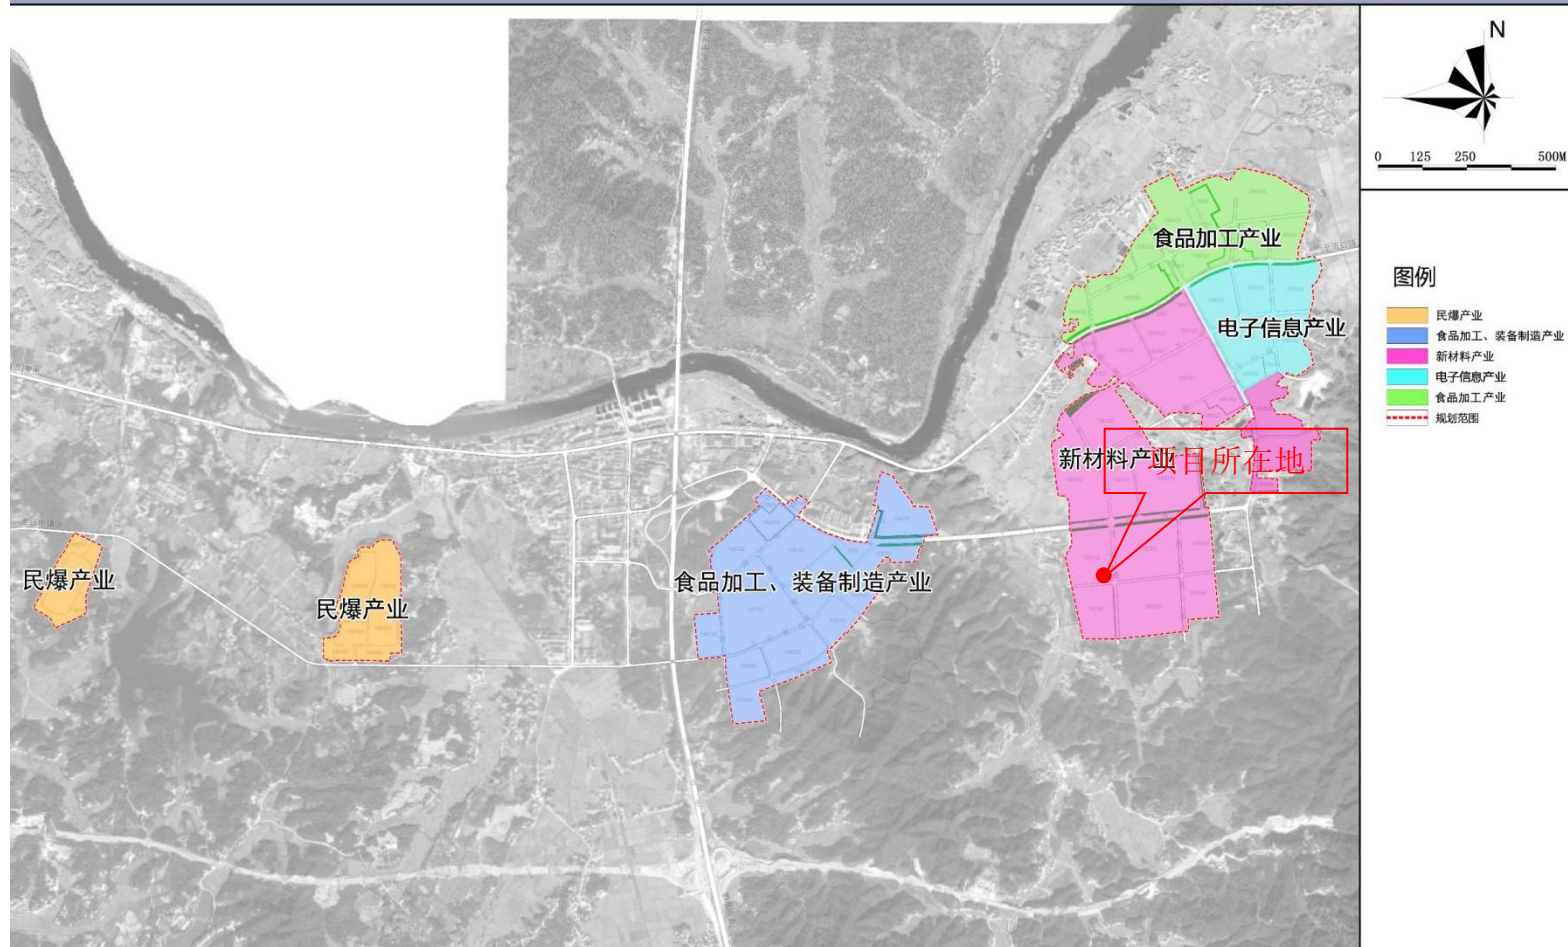 N
0 125 250 500M
食品加工产业
电子信息产业
新材料产业
项目所在地
民爆产业
民爆产业
食品加工、装备制造产业
图例
民爆产业
食品加工、装备制造产业
新材料产业
电子信息产业
食品加工产业
规划范围